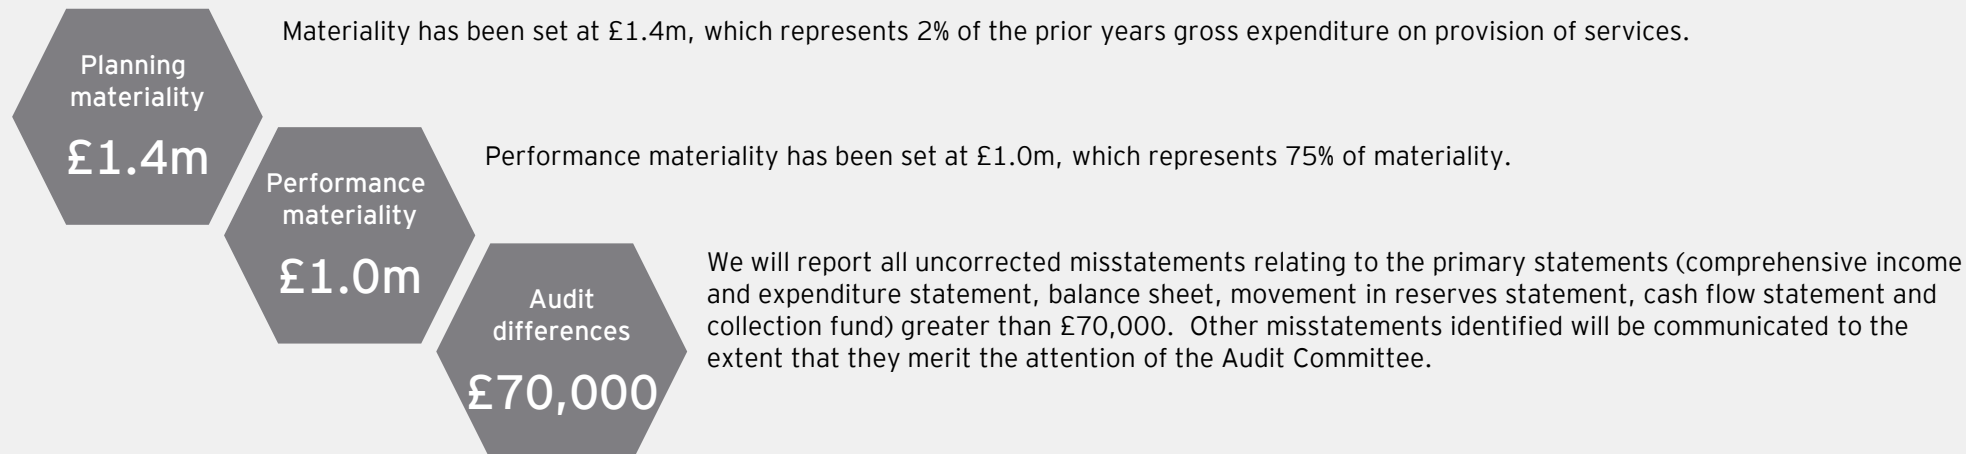 Planning
materiality
£1.4m
Materiality has been set at £1.4m, which represents 2% of the prior years gross expenditure on provision of services.
Performance
materiality
£1.0m
Performance materiality has been set at £1.0m, which represents 75% of materiality.
Audit
differences
£70,000
We will report all uncorrected misstatements relating to the primary statements (comprehensive income
and expenditure statement, balance sheet, movement in reserves statement, cash flow statement and
collection fund) greater than £70,000.  Other misstatements identified will be communicated to the
extent that they merit the attention of the Audit Committee.